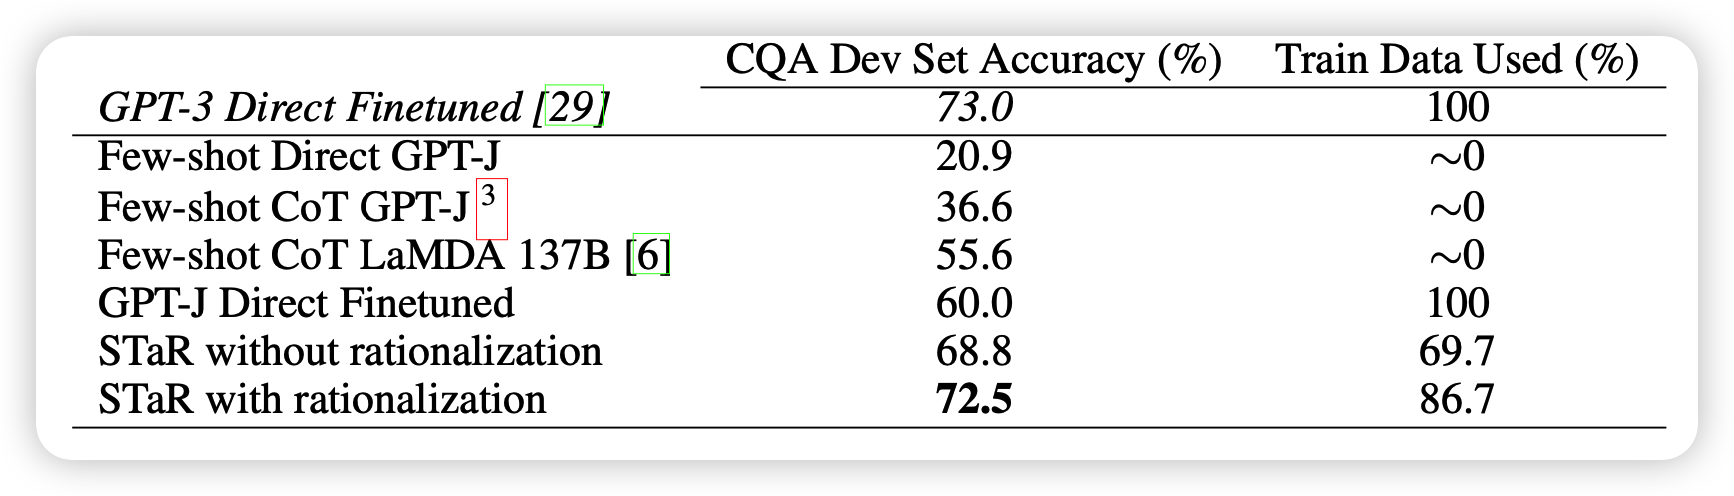 CQA Dev Set Accuracy (%) Train Data Used (%)
GPT-3 Direct Finetuned [29] 73.0 100
Few-shot Direct GPT-J 20.9 ~0
Few-shot CoT GPT-J 3 36.6 ~0
Few-shot CoT LaMDA 137B [6] 55.6 ~0
GPT-J Direct Finetuned 60.0 100
STaR without rationalization 68.8 69.7
STaR with rationalization 72.5 86.7